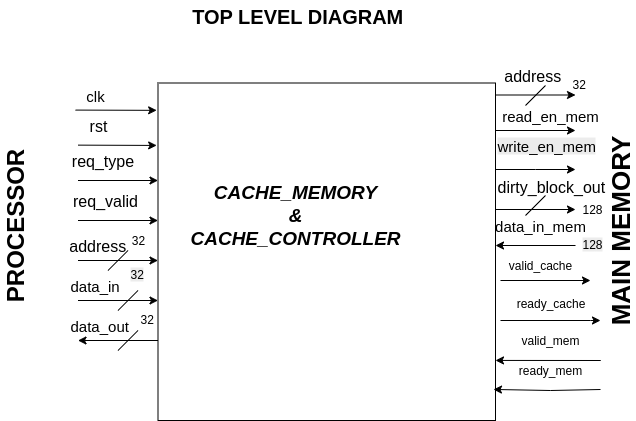 TOP LEVEL DIAGRAM
PROCESSOR
clk
rst
req_type
req_valid
address 32
data_in 32
data_out 32
CACHE_MEMORY
&
CACHE_CONTROLLER
address 32
read_en_mem
write_en_mem
dirty_block_out
128
data_in_mem
128
valid_cache
ready_cache
valid_mem
ready_mem
MAIN MEMORY